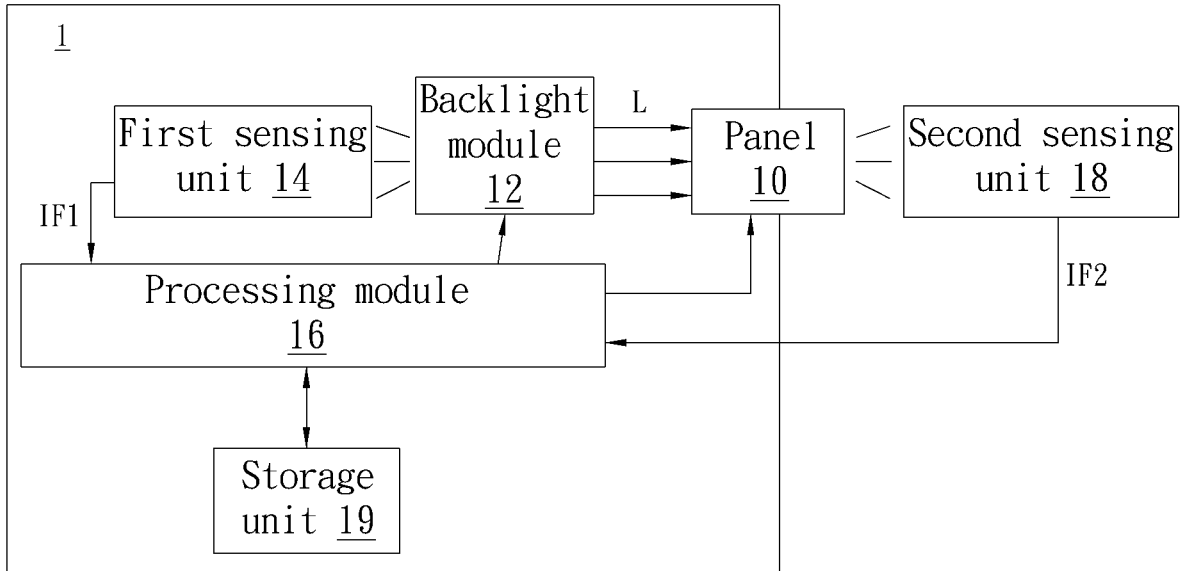 1
First sensing
unit 14
Backlight
module
12
L
Panel
10
Second sensing
unit 18
IF1
Processing module
16
IF2
Storage
unit 19